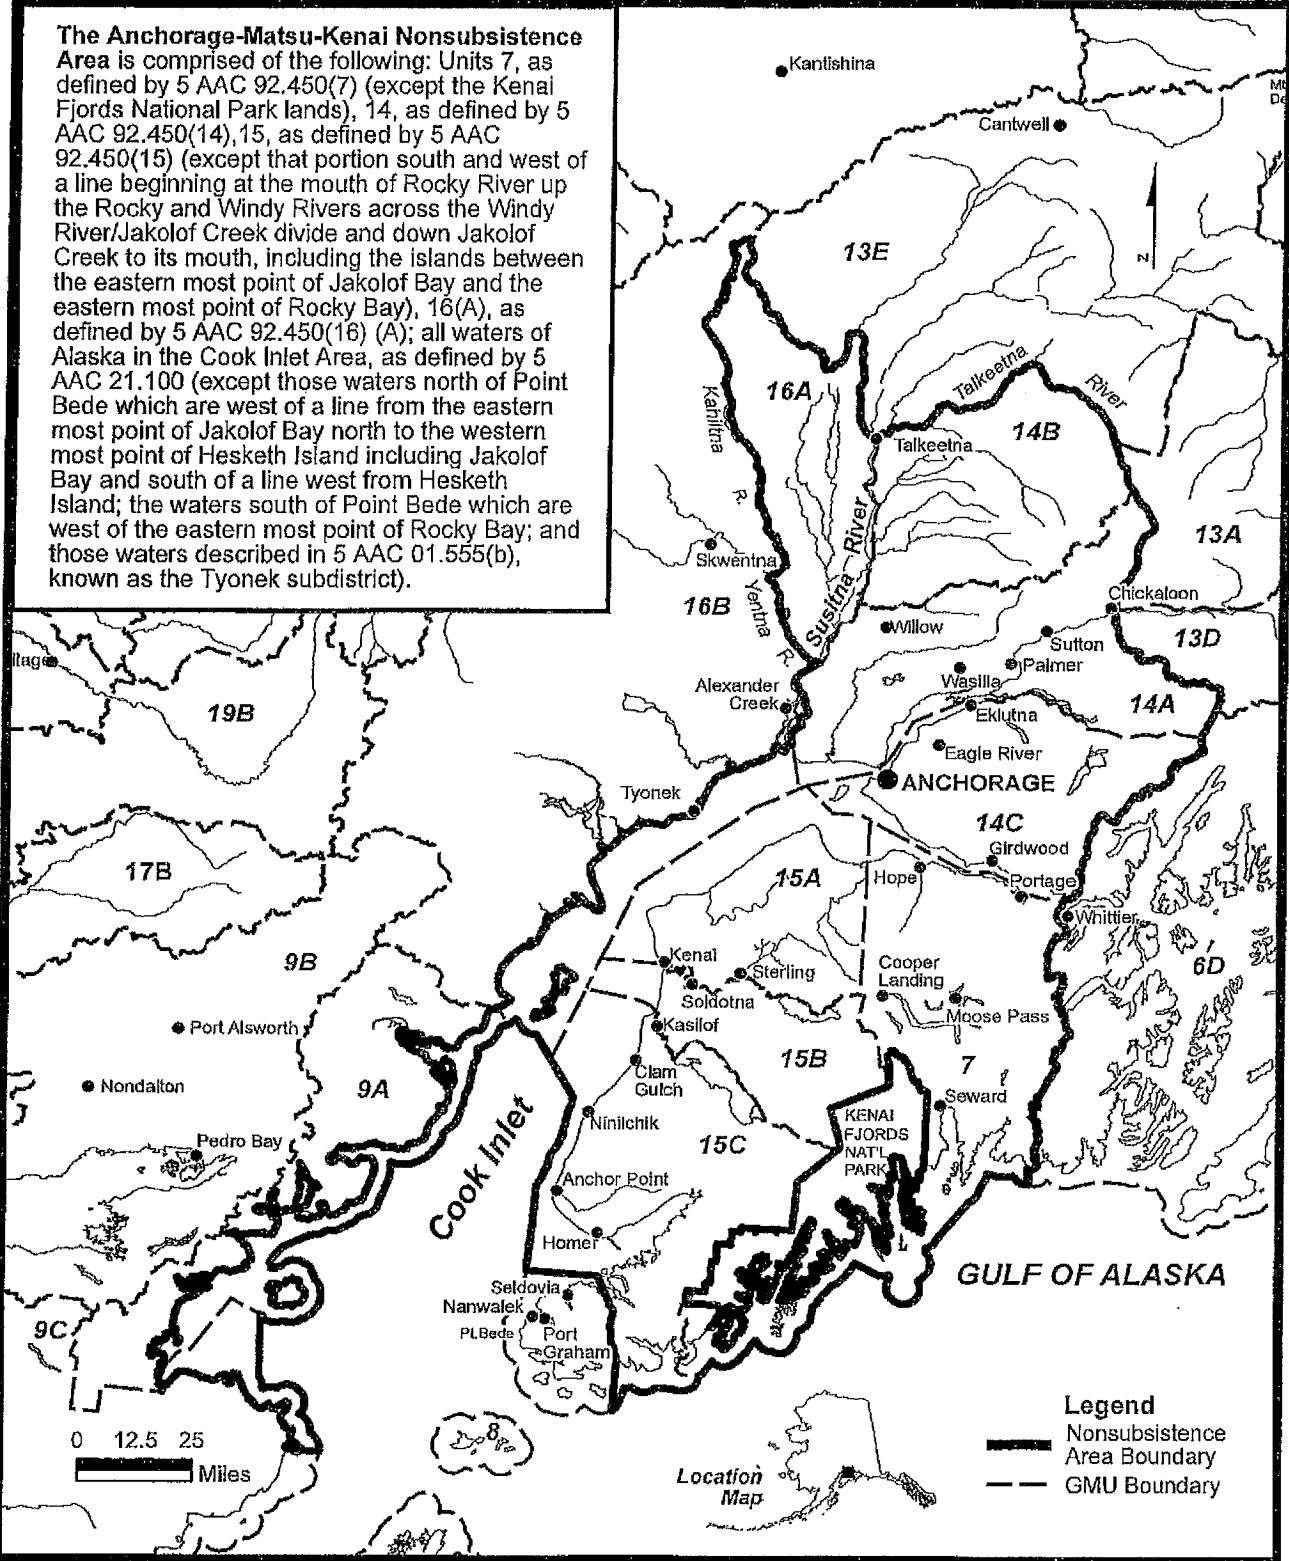 The Anchorage-Matsu-Kenai Nonsubsistence
Area is comprised of the following: Units 7, as
defined by 5 AAC 92.450(7) (except the Kenai
Fjords National Park lands), 14, as defined by 5
AAC 92.450(14),15, as defined by 5 AAC
92.450(15) (except that portion south and west of
a line beginning at the mouth of Rocky River up
the Rocky and Windy Rivers across the Windy
River/Jakolof Creek divide and down Jakolof
Creek to its mouth, including the islands between
the eastern most point of Jakolof Bay and the
eastern most point of Rocky Bay), 16(A), as
defined by 5 AAC 92.450(16) (A); all waters of
Alaska in the Cook Inlet Area, as defined by 5
AAC 21.100 (except those waters north of Point
Bede which are west of a line from the eastern
most point of Jakolof Bay north to the western
most point of Hesketh Island including Jakolof
Bay and south of a line west from Hesketh
Island; the waters south of Point Bede which are
west of the eastern most point of Rocky Bay; and
those waters described in 5 AAC 01.555(b),
known as the Tyonek subdistrict).
Kantishina
Cantwell
N
13E
16A
Kahiltna
R.
Talkeetna
River
14B
Talkeetna
13A
Skwentna
16B
Yentna
R.
Susitna River
Chickaloon
Willow
Sutton
13D
Palmer
Wasilla
Alexander
Creek
Eklutna
14A
19B
Eagle River
ANCHORAGE
Tyonek
14C
Girdwood
17B
15A
Hope
Portage
Whittier
9B
6D
Kenai
Sterling
Cooper
Landing
Soldotna
Moose Pass
Port Alsworth
Kasilof
15B
7
Nondalton
9A
Clam
Gulch
Seward
Ninilchik
KENAI
FJORDS
NAT'L
PARK
Pedro Bay
15C
Cook Inlet
Anchor Point
Homer
GULF OF ALASKA
Seldovia
Nanwalek
Pt.Bede
Port
Graham
9C
8
0 12.5 25
Miles
Location
Map
Legend
Nonsubsistence
Area Boundary
GMU Boundary